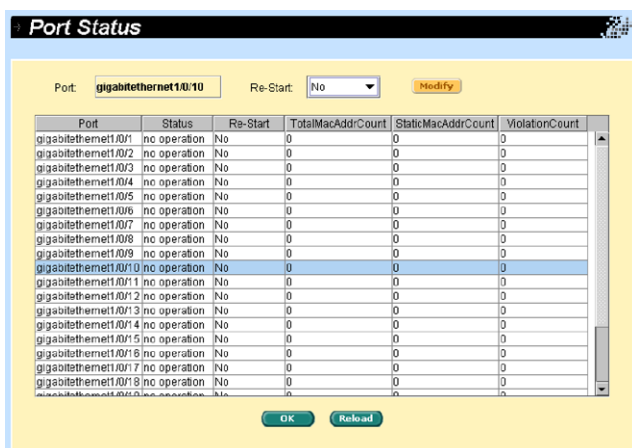 Port Status
Port: gigabitethernet1/0/10 Re-Start: No Modify
Port Status Re-Start TotalMacAddrCount StaticMacAddrCount ViolationCount
gigabitethernet1/0/1 no operation No 0 0 0
gigabitethernet1/0/2 no operation No 0 0 0
gigabitethernet1/0/3 no operation No 0 0 0
gigabitethernet1/0/4 no operation No 0 0 0
gigabitethernet1/0/5 no operation No 0 0 0
gigabitethernet1/0/6 no operation No 0 0 0
gigabitethernet1/0/7 no operation No 0 0 0
gigabitethernet1/0/8 no operation No 0 0 0
gigabitethernet1/0/9 no operation No 0 0 0
gigabitethernet1/0/10 no operation No 0 0 0
gigabitethernet1/0/11 no operation No 0 0 0
gigabitethernet1/0/12 no operation No 0 0 0
gigabitethernet1/0/13 no operation No 0 0 0
gigabitethernet1/0/14 no operation No 0 0 0
gigabitethernet1/0/15 no operation No 0 0 0
gigabitethernet1/0/16 no operation No 0 0 0
gigabitethernet1/0/17 no operation No 0 0 0
gigabitethernet1/0/18 no operation No 0 0 0
OK Reload